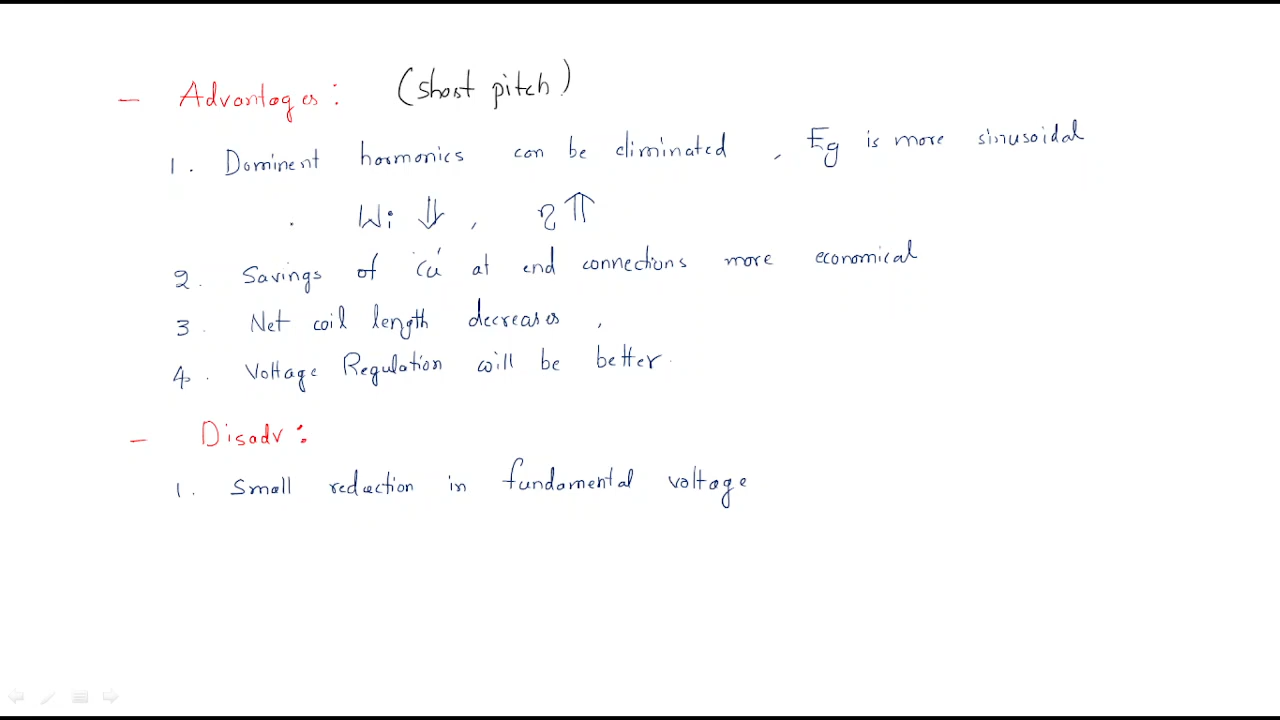 - Advantages: (short pitch)
1. Dominent harmonics can be eliminated , Eg is more sinusoidal
. Wi ⇓ , η ⇑
2. Savings of 'Cu' at end connections more economical
3. Net coil length decreases ,
4. Voltage Regulation will be better.
- Disadv:
1. Small reduction in fundamental voltage